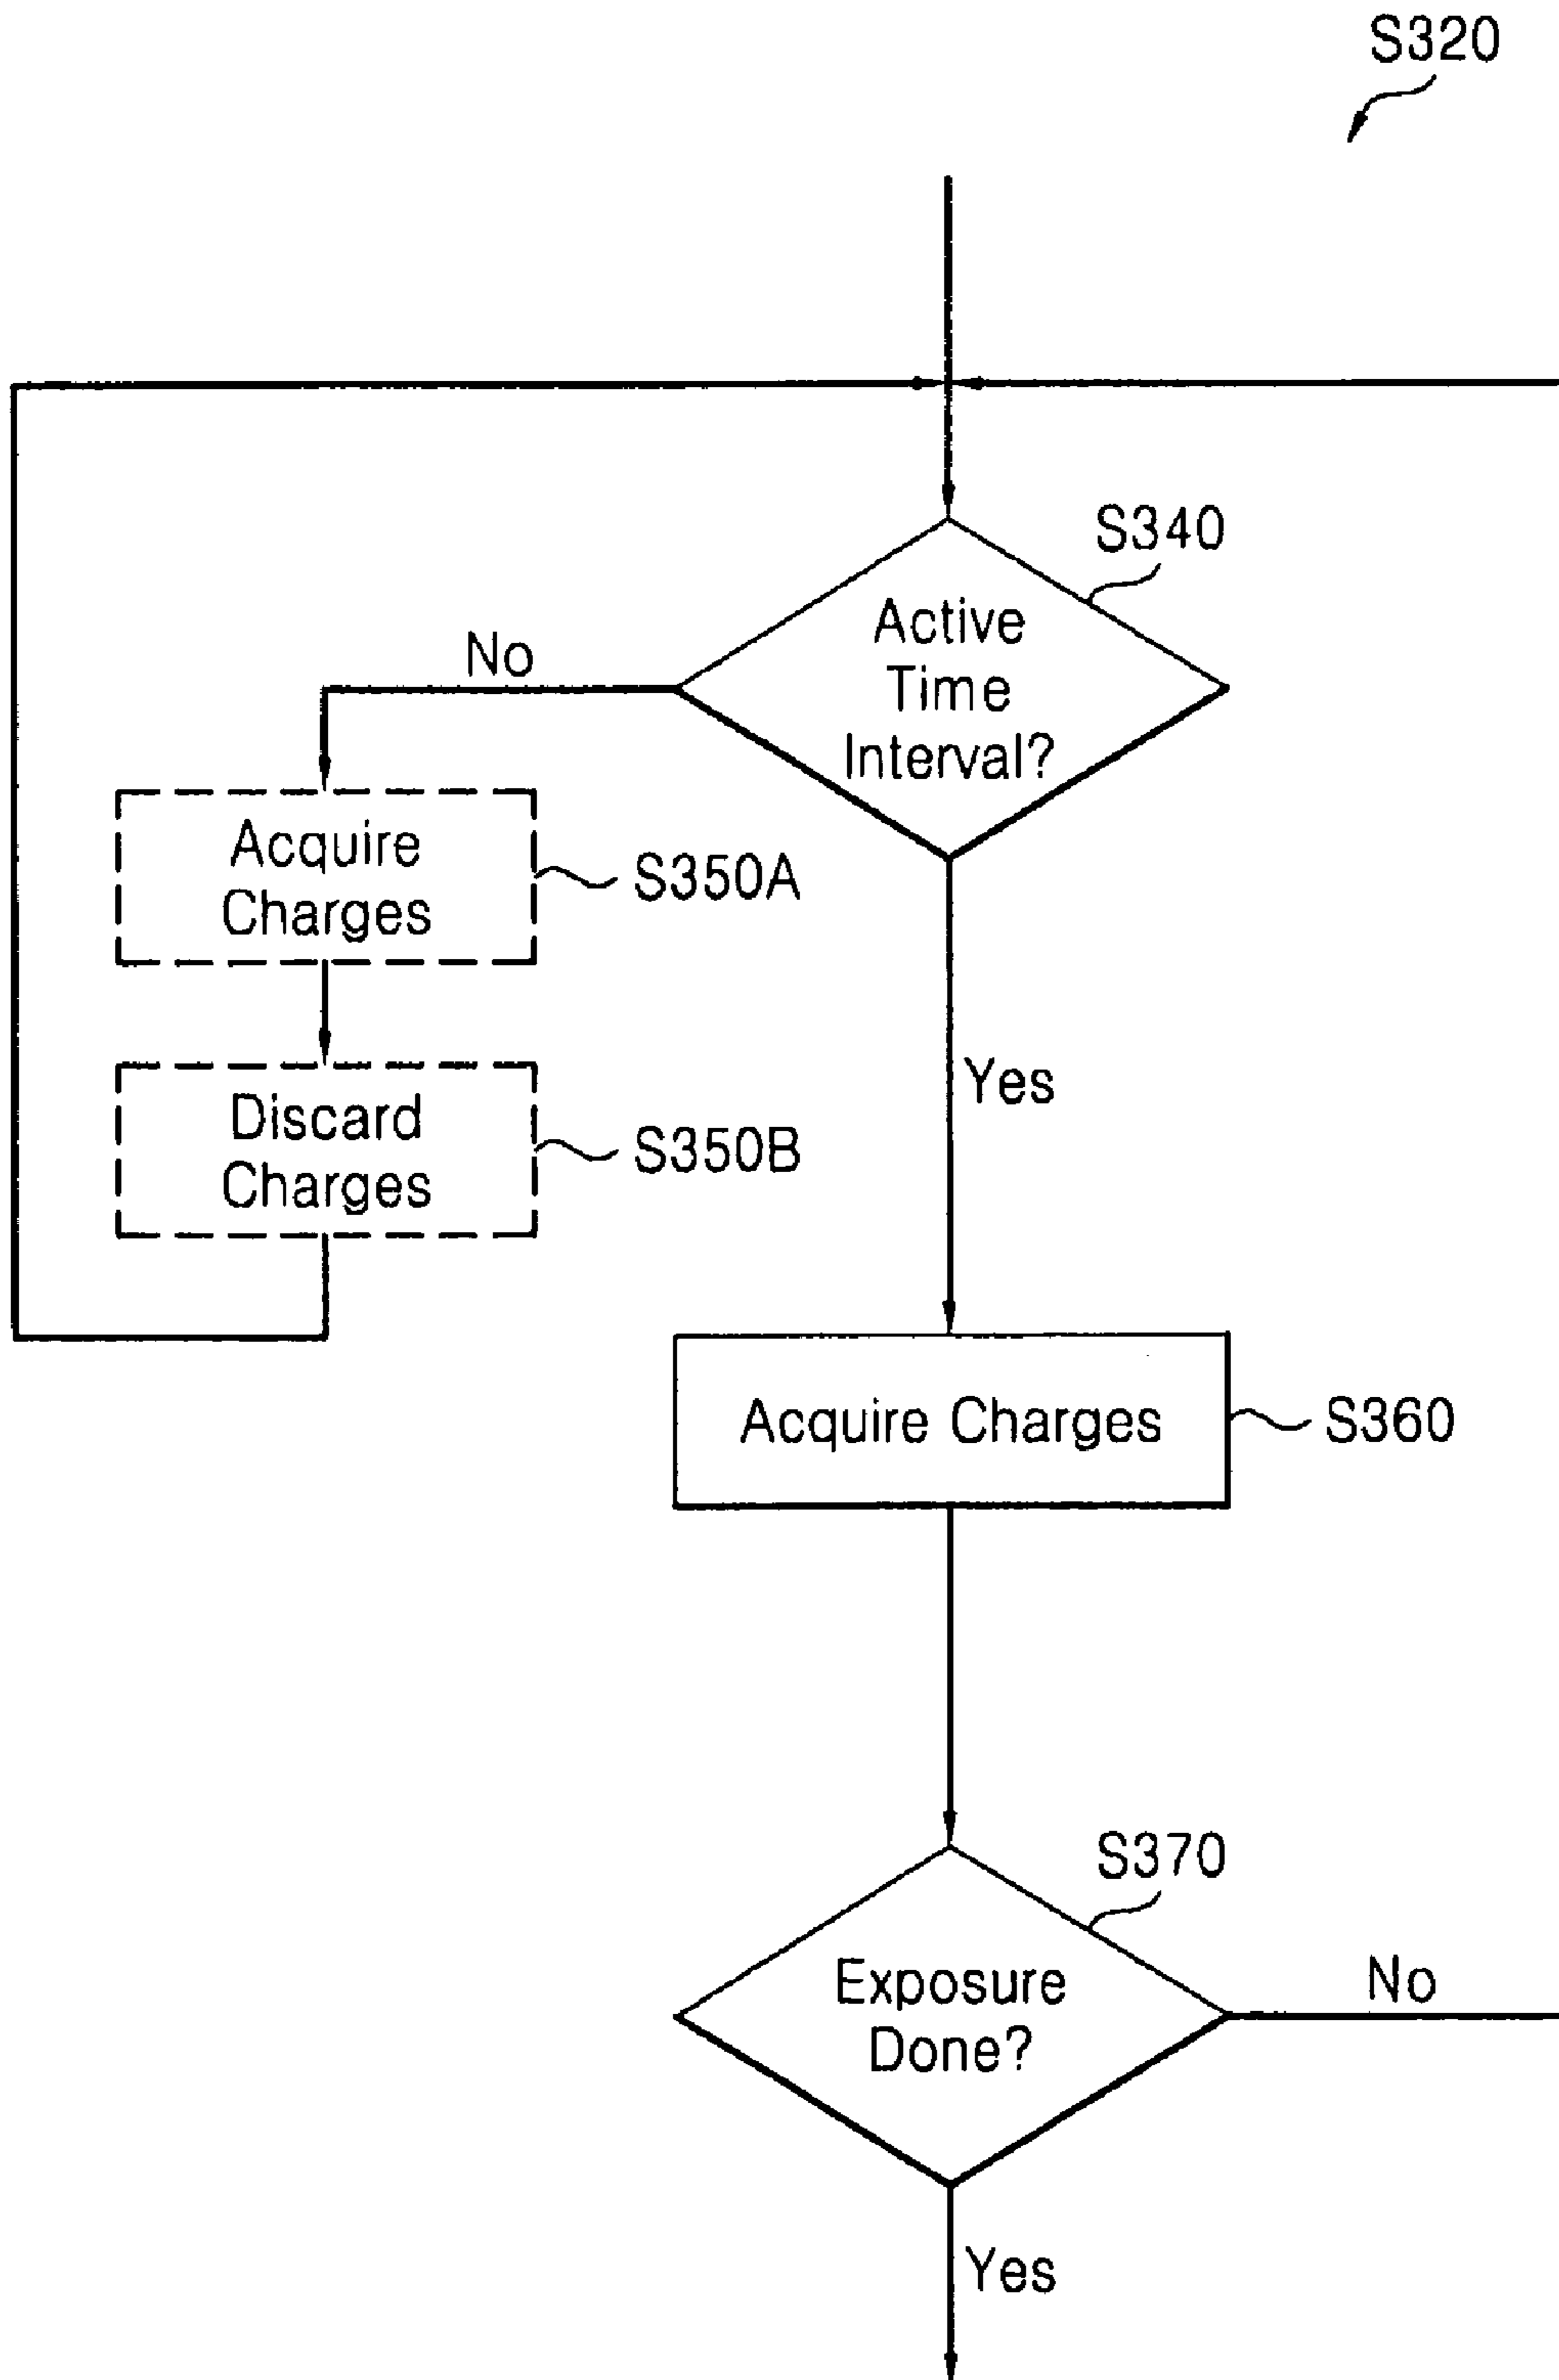 S320
S340
Active
Time
Interval?
No
Acquire
Charges
S350A
Discard
Charges
S350B
Yes
Acquire Charges
S360
S370
Exposure
Done?
No
Yes